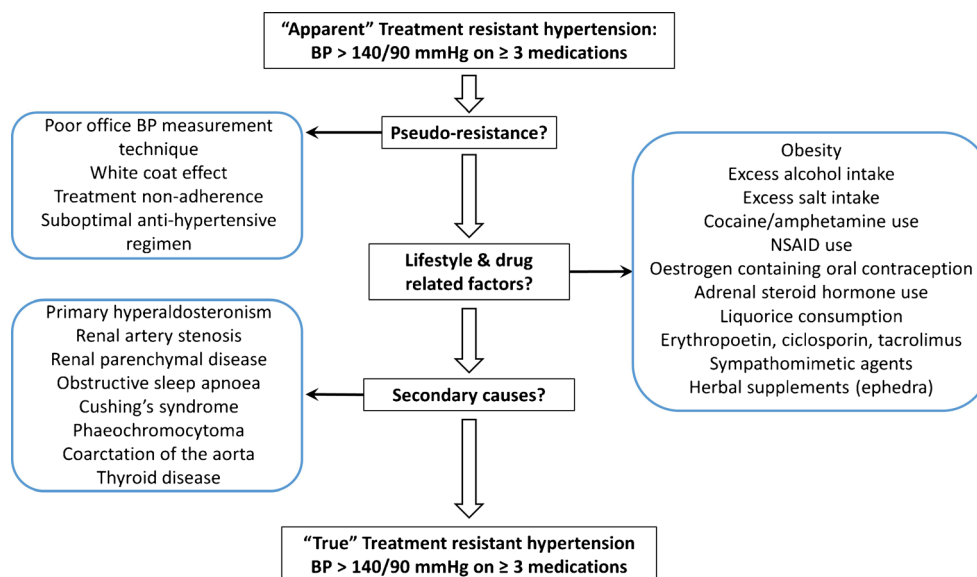 “Apparent” Treatment resistant hypertension:
BP > 140/90 mmHg on ≥ 3 medications
Pseudo-resistance?
Poor office BP measurement
technique
White coat effect
Treatment non-adherence
Suboptimal anti-hypertensive
regimen
Lifestyle & drug
related factors?
Obesity
Excess alcohol intake
Excess salt intake
Cocaine/amphetamine use
NSAID use
Oestrogen containing oral contraception
Adrenal steroid hormone use
Liquorice consumption
Erythropoetin, ciclosporin, tacrolimus
Sympathomimetic agents
Herbal supplements (ephedra)
Secondary causes?
Primary hyperaldosteronism
Renal artery stenosis
Renal parenchymal disease
Obstructive sleep apnoea
Cushing’s syndrome
Phaeochromocytoma
Coarctation of the aorta
Thyroid disease
“True” Treatment resistant hypertension
BP > 140/90 mmHg on ≥ 3 medications